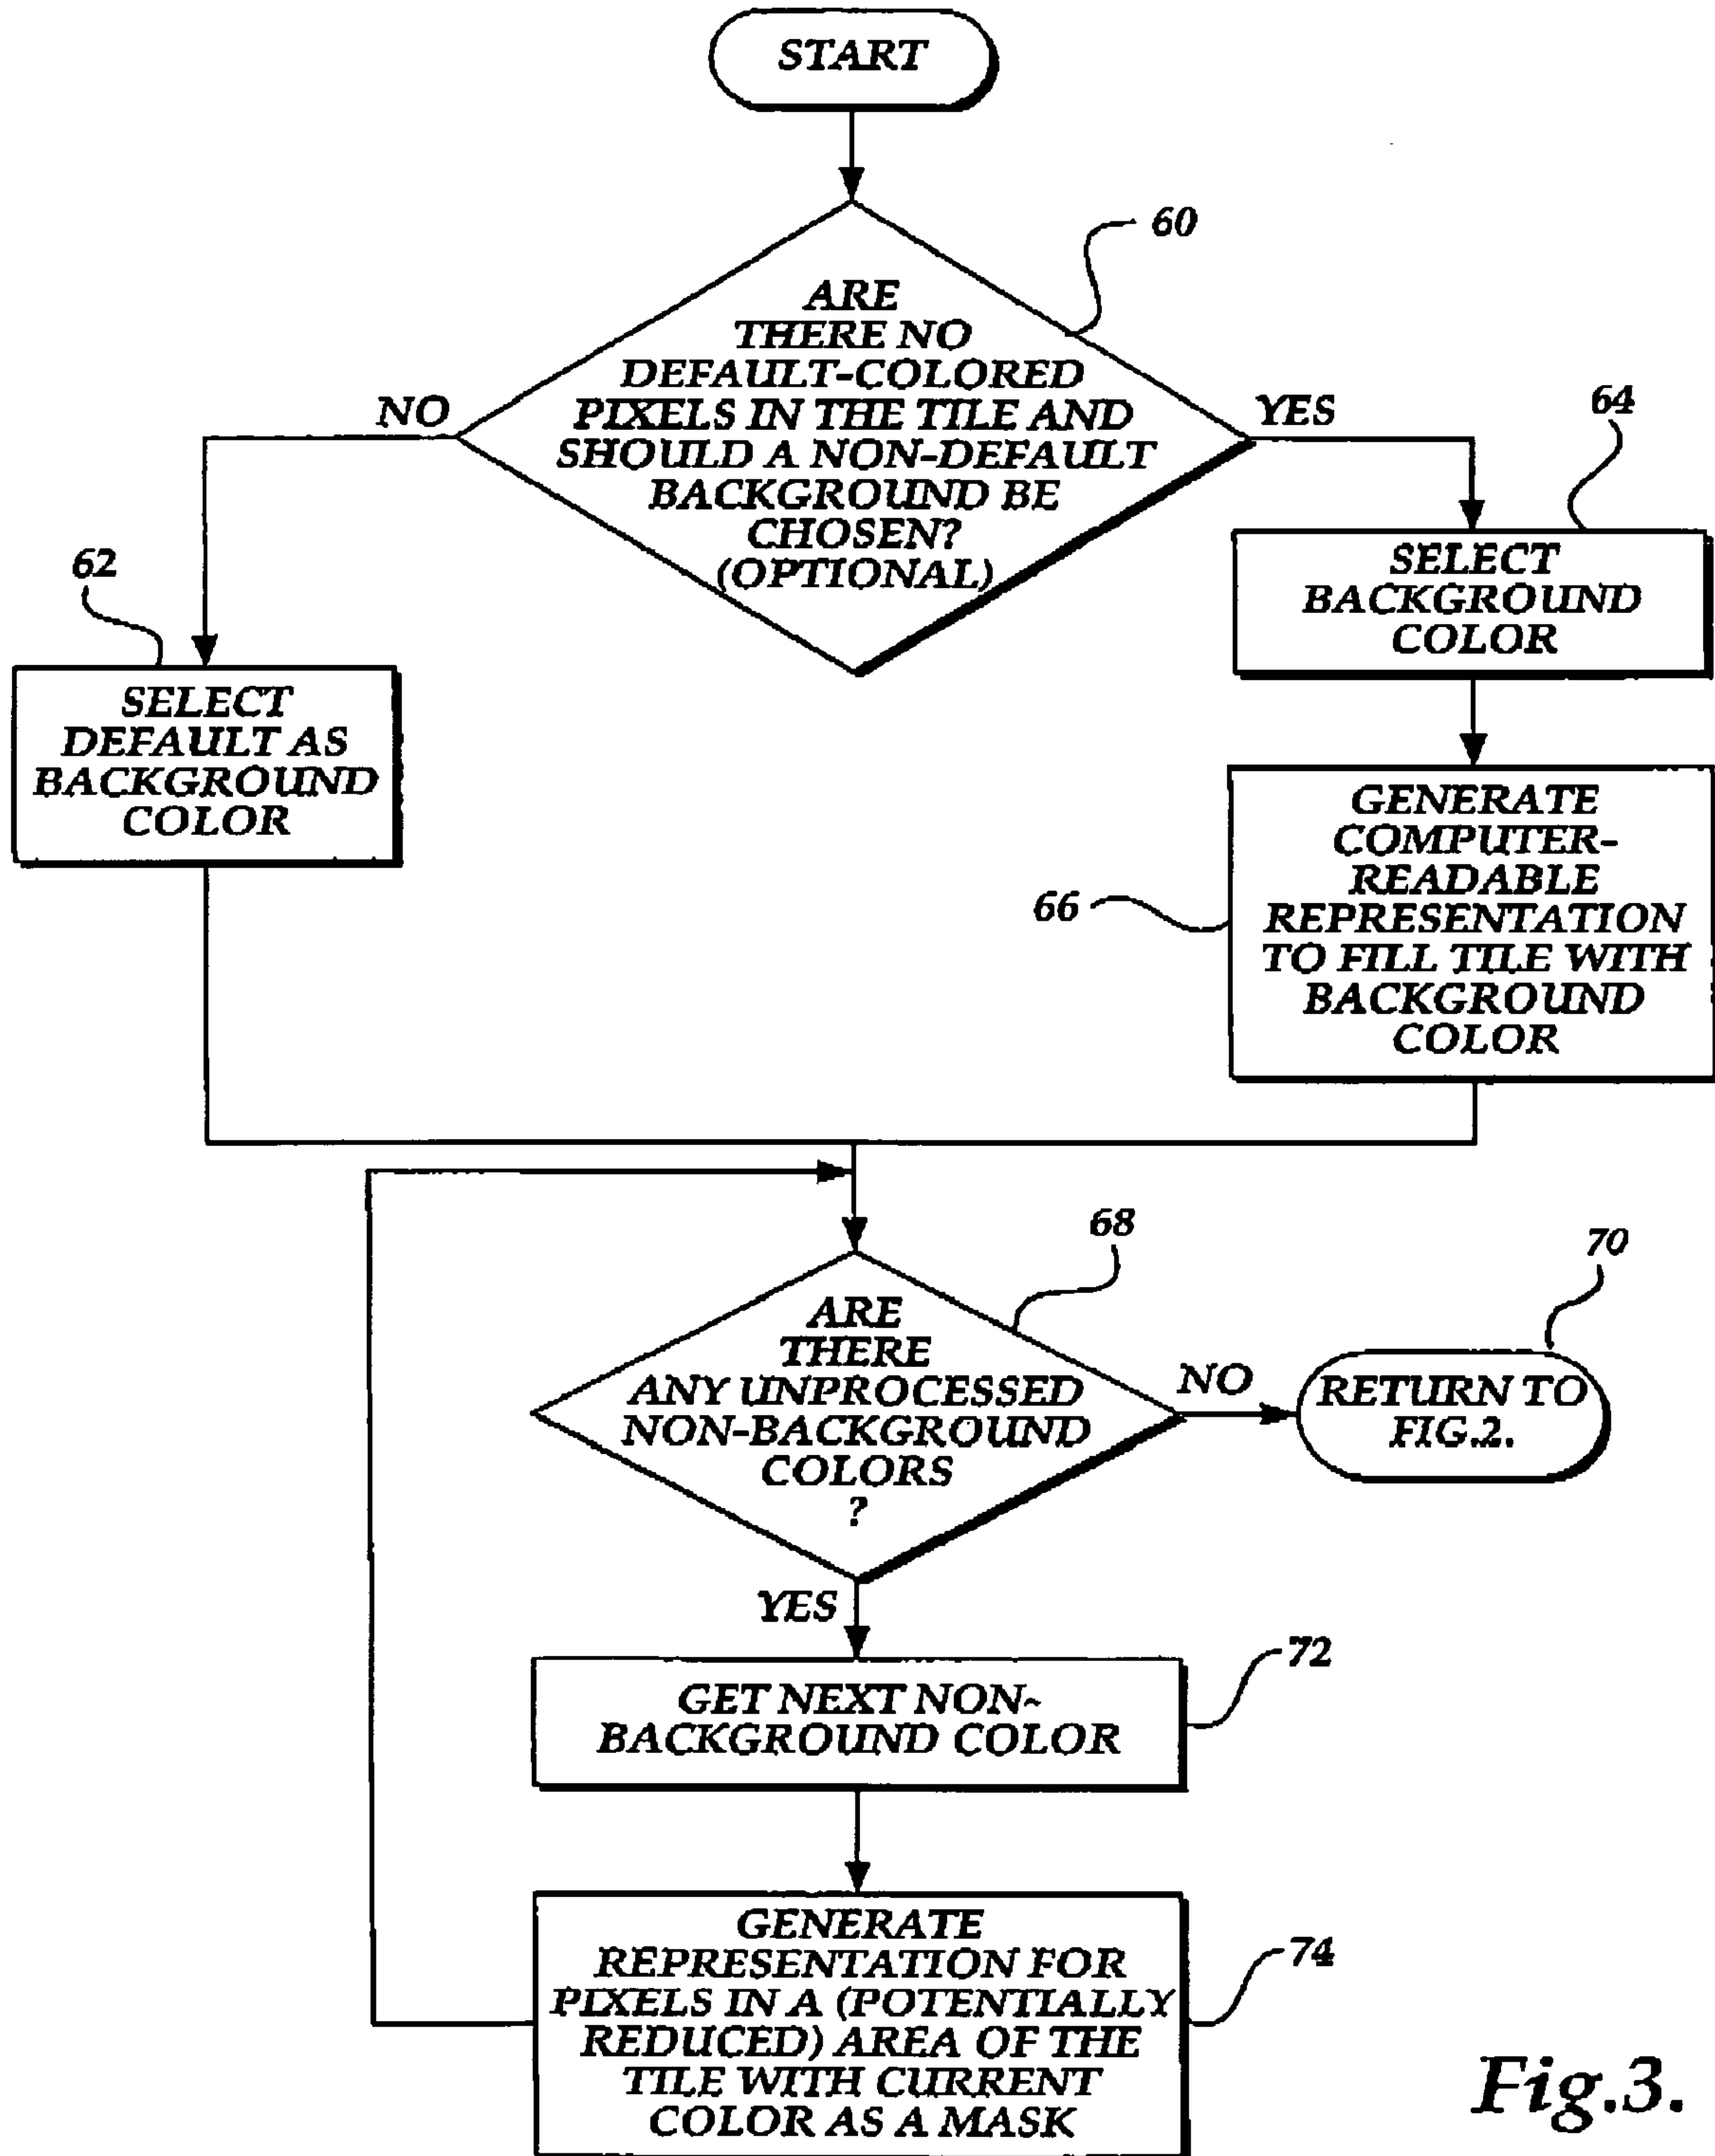 START
60
ARE
THERE NO
DEFAULT-COLORED
PIXELS IN THE TILE AND
SHOULD A NON-DEFAULT
BACKGROUND BE
CHOSEN?
(OPTIONAL)
NO
YES
62
SELECT
DEFAULT AS
BACKGROUND
COLOR
64
SELECT
BACKGROUND
COLOR
66
GENERATE
COMPUTER-
READABLE
REPRESENTATION
TO FILL TILE WITH
BACKGROUND
COLOR
68
ARE
THERE
ANY UNPROCESSED
NON-BACKGROUND
COLORS
?
NO
70
RETURN TO
FIG.2.
YES
72
GET NEXT NON-
BACKGROUND COLOR
74
GENERATE
REPRESENTATION FOR
PIXELS IN A (POTENTIALLY
REDUCED) AREA OF THE
TILE WITH CURRENT
COLOR AS A MASK
Fig.3.